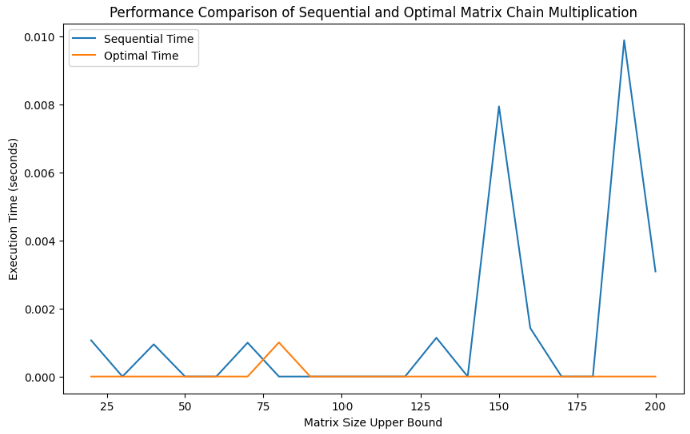 Performance Comparison of Sequential and Optimal Matrix Chain Multiplication
Sequential Time
Optimal Time
0.010
0.008
0.006
0.004
0.002
0.000
Execution Time (seconds)
25 50 75 100 125 150 175 200
Matrix Size Upper Bound